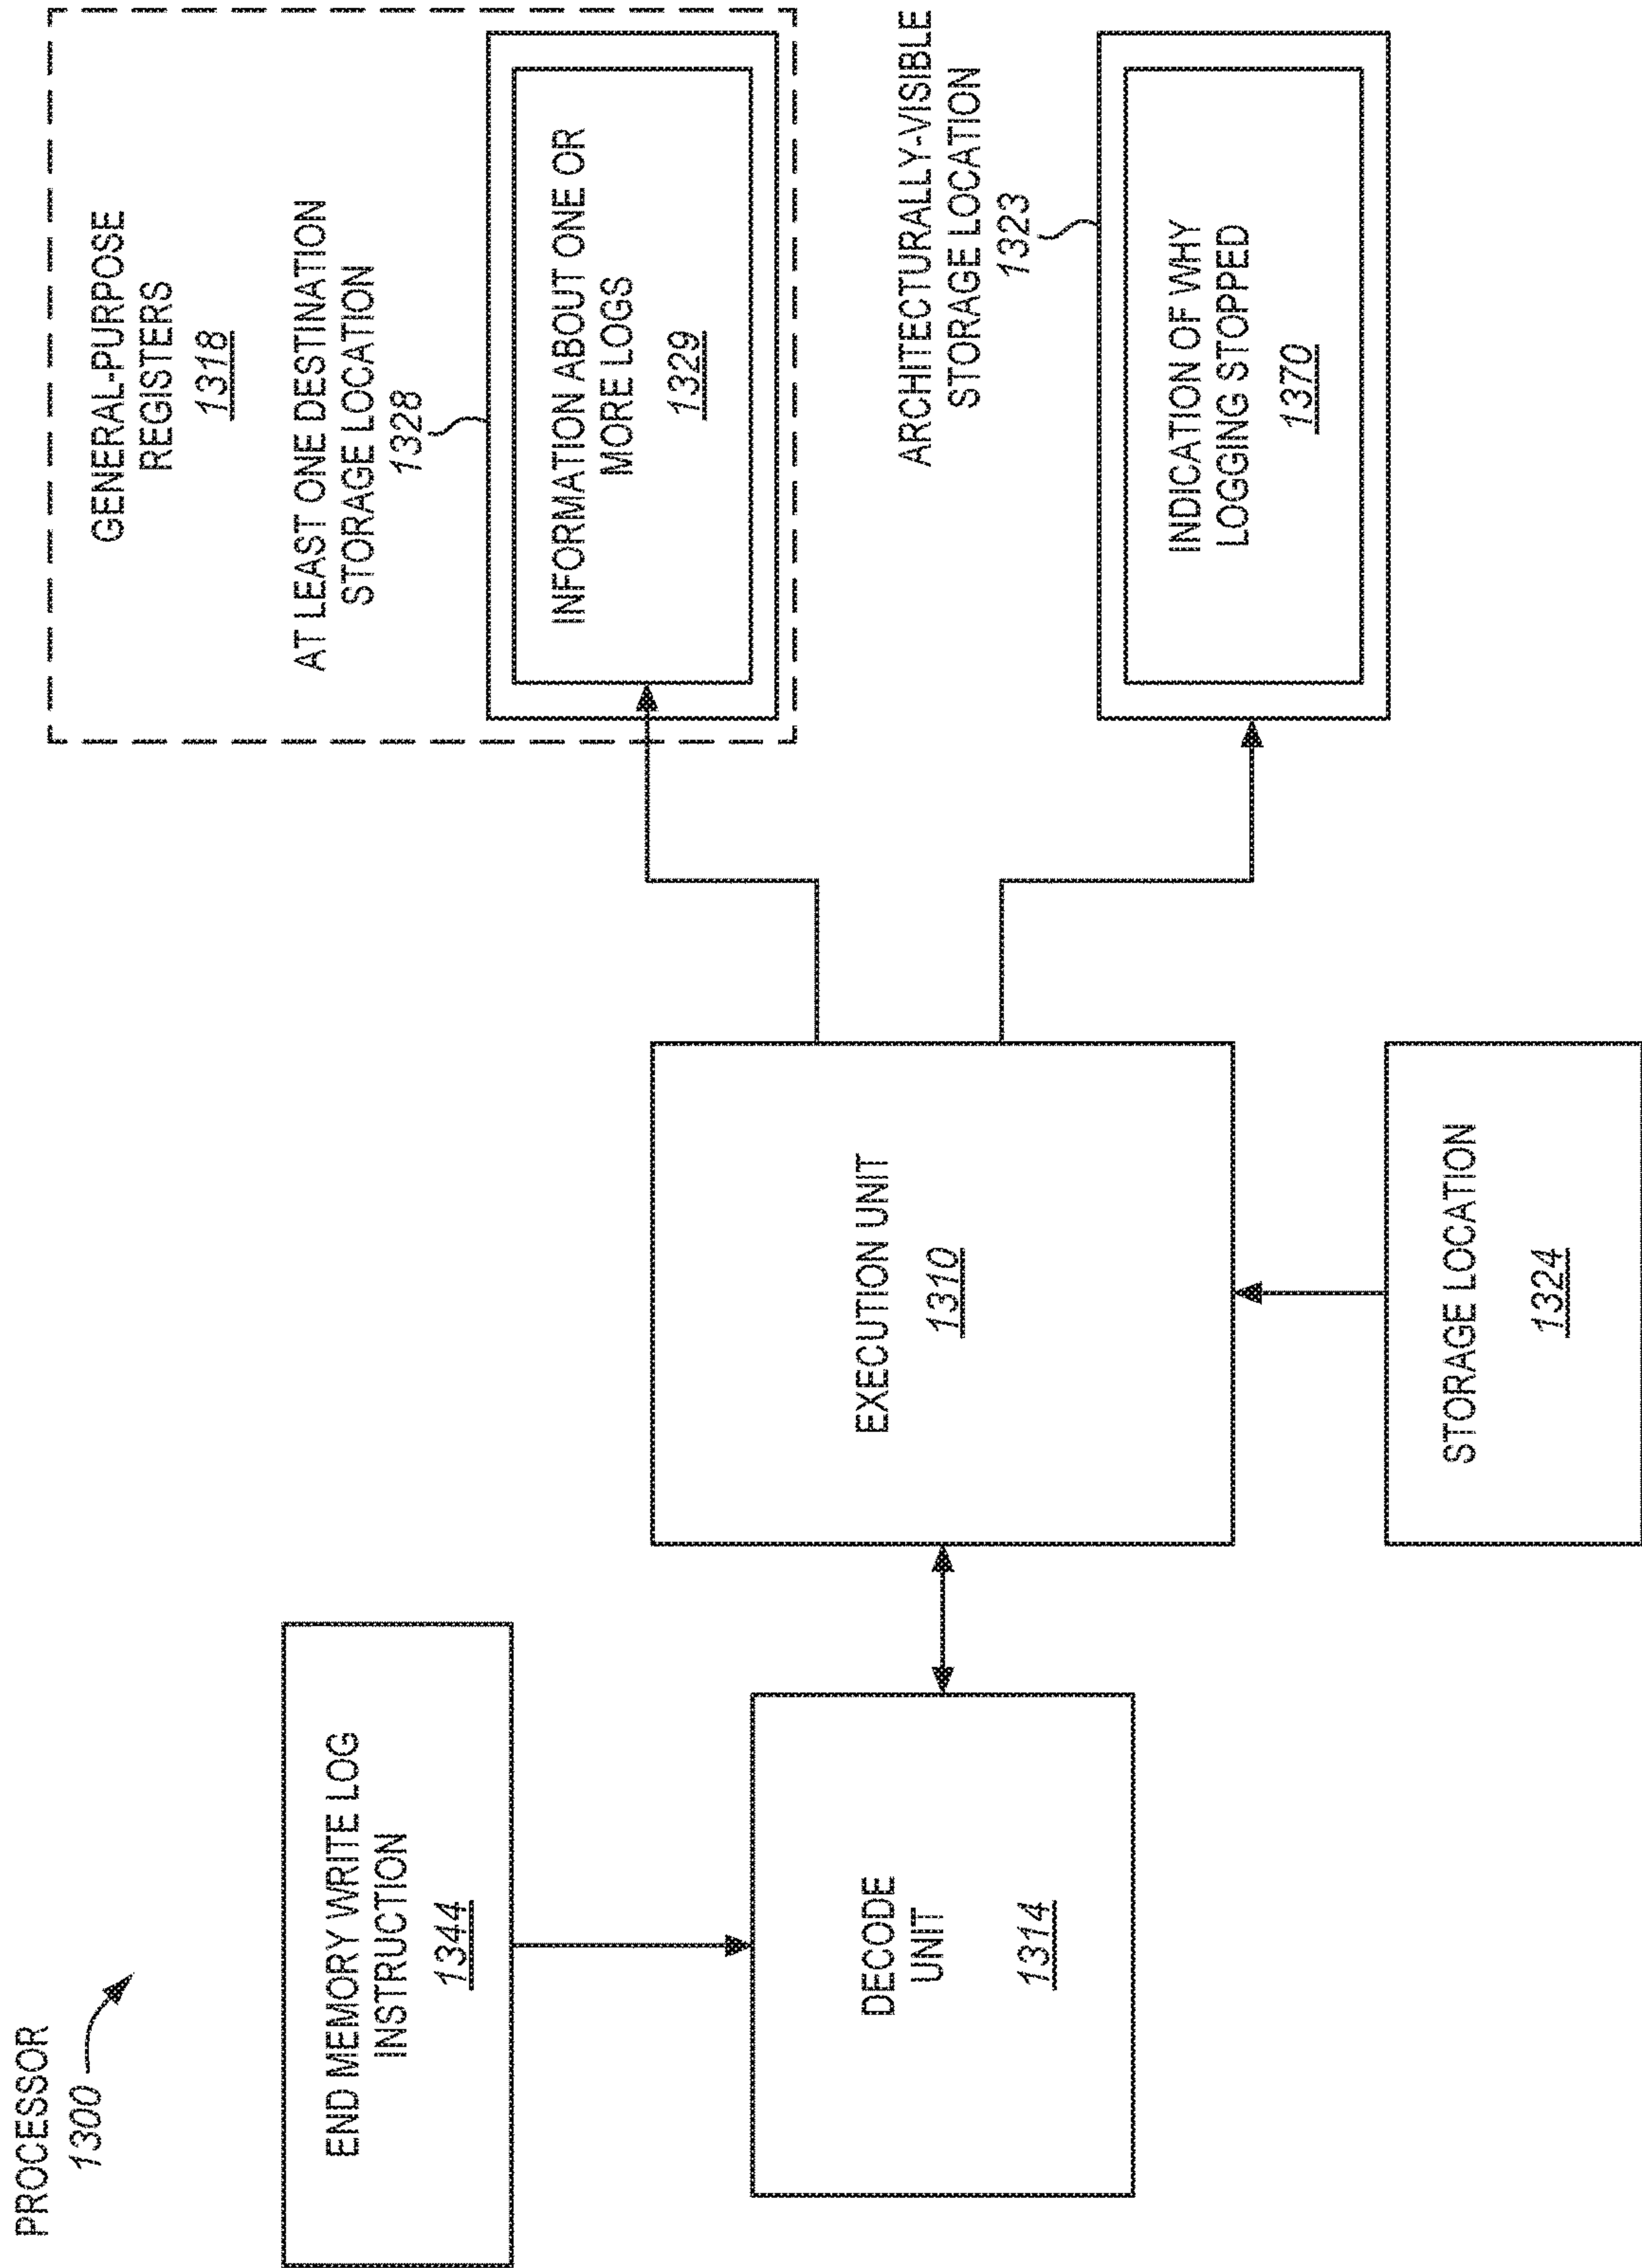 PROCESSOR
1300
END MEMORY WRITE LOG
INSTRUCTION
1344
DECODE
UNIT
1314
EXECUTION UNIT
1310
STORAGE LOCATION
1324
GENERAL-PURPOSE
REGISTERS
1318
AT LEAST ONE DESTINATION
STORAGE LOCATION
1328
INFORMATION ABOUT ONE OR
MORE LOGS
1329
ARCHITECTURALLY-VISIBLE
STORAGE LOCATION
1323
INDICATION OF WHY
LOGGING STOPPED
1370